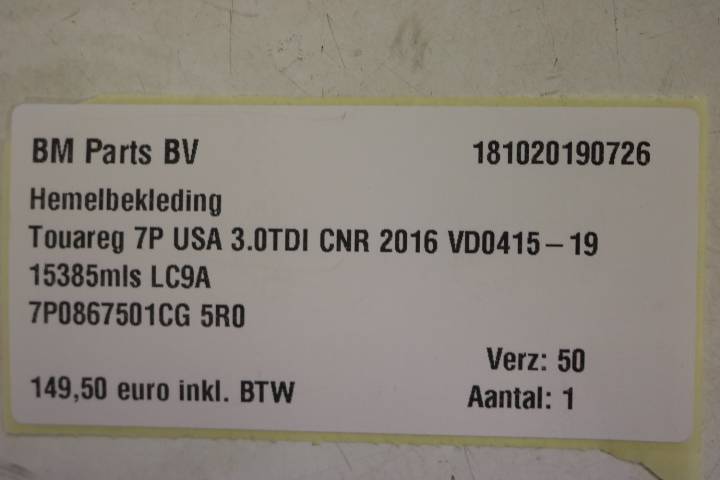 BM Parts BV 181020190726
Hemelbekleding
Touareg 7P USA 3.0TDI CNR 2016 VD0415-19
15385mls LC9A
7P0867501CG 5R0
Verz: 50
149,50 euro inkl. BTW Aantal: 1